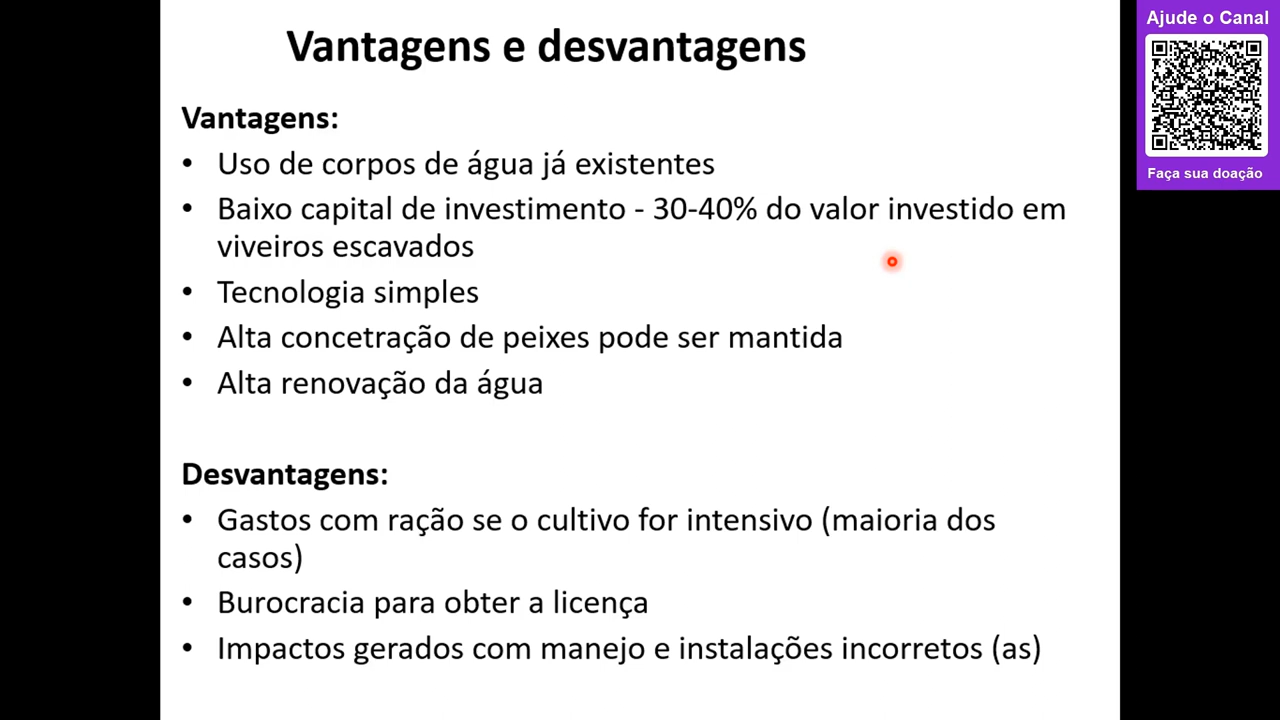 Vantagens e desvantagens
Vantagens:
• Uso de corpos de água já existentes
• Baixo capital de investimento - 30-40% do valor investido em
viveiros escavados
• Tecnologia simples
• Alta concetração de peixes pode ser mantida
• Alta renovação da água
Desvantagens:
• Gastos com ração se o cultivo for intensivo (maioria dos
casos)
• Burocracia para obter a licença
• Impactos gerados com manejo e instalações incorretos (as)
Ajude o Canal
Faça sua doação